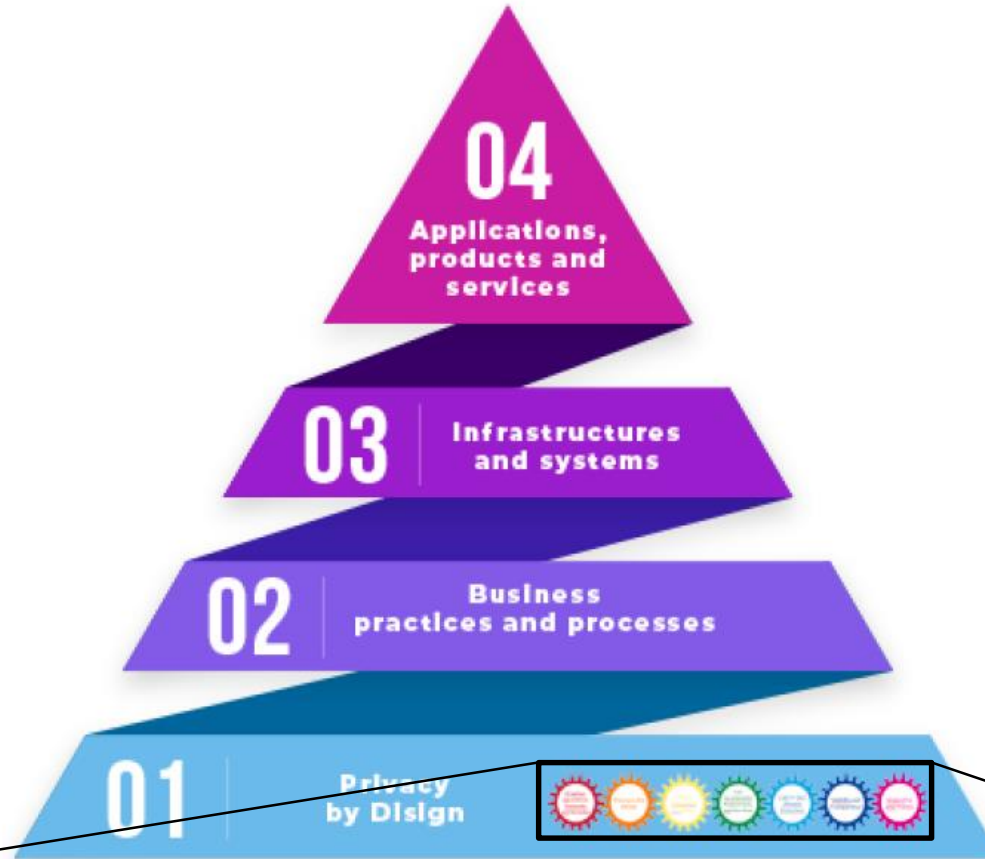 04
Applications,
products and
services
03
Infrastructures
and systems
02
Business
practices and processes
01
Privacy
by Disign